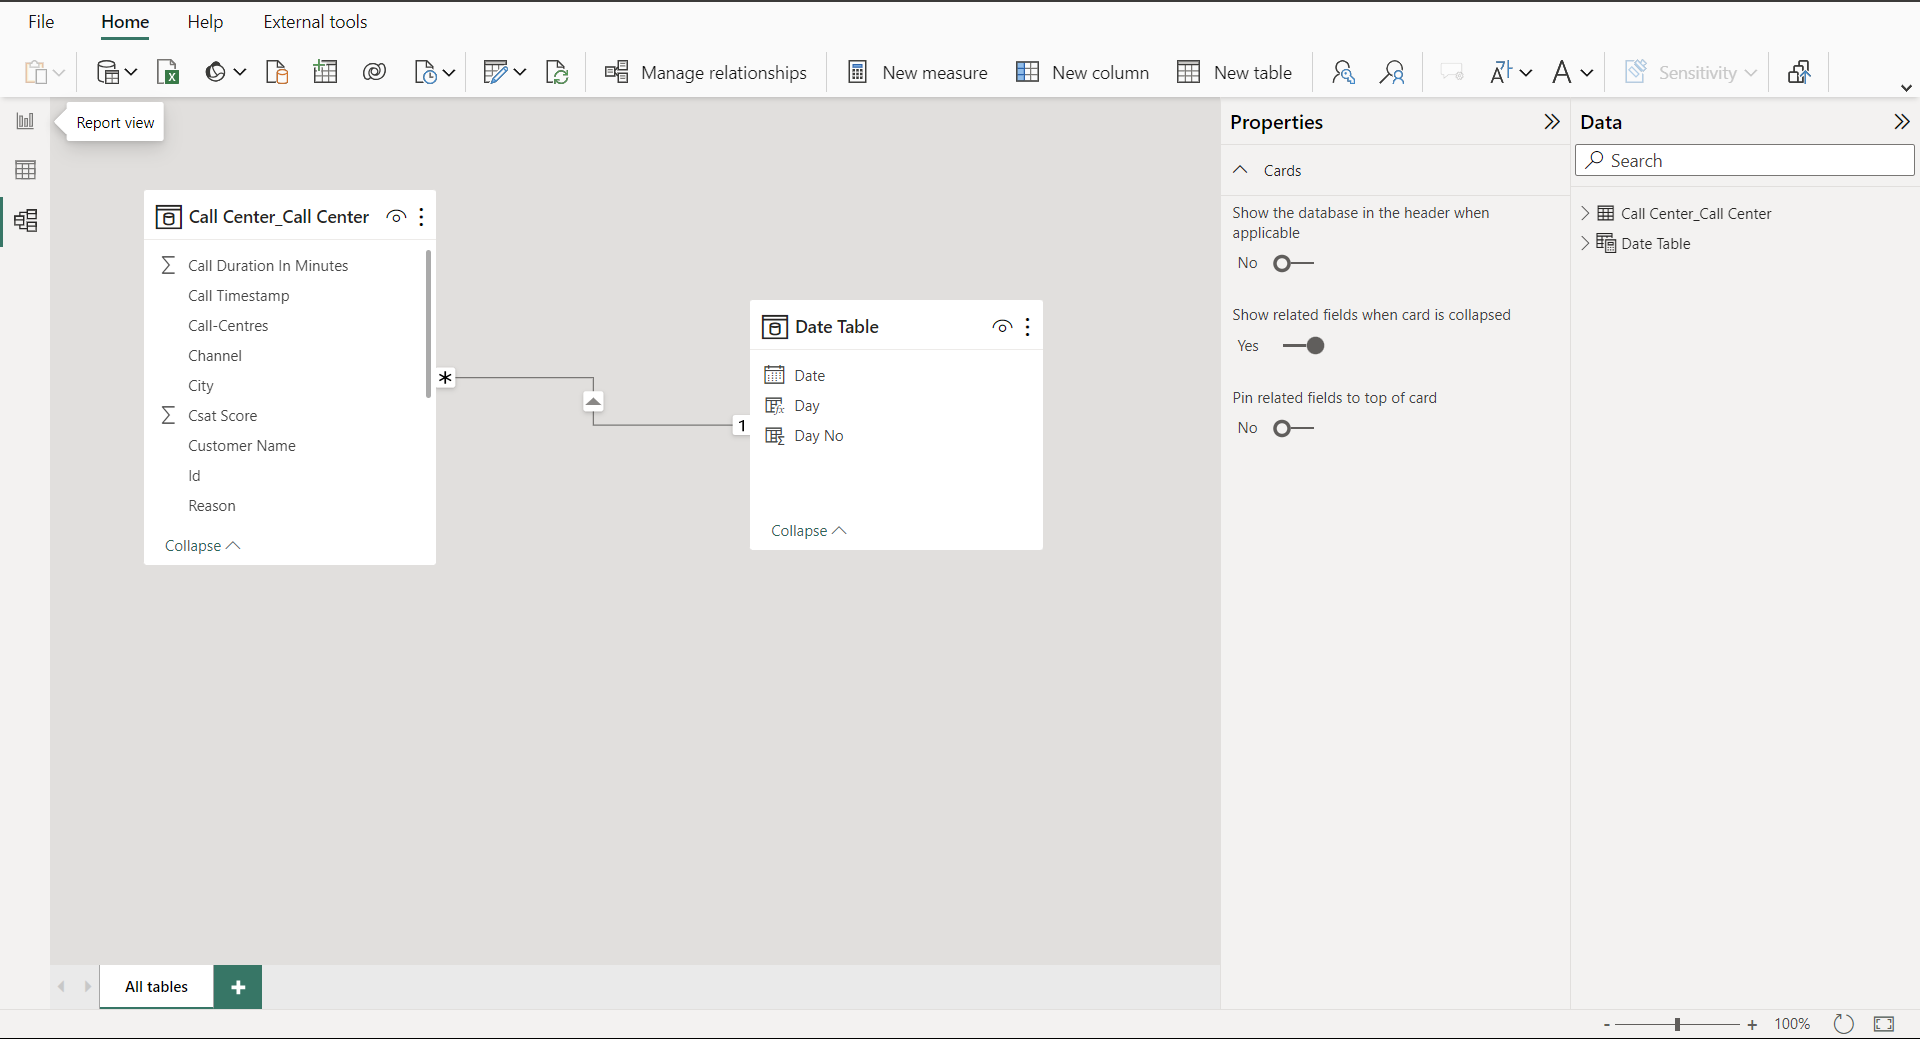 File Home Help External tools
Manage relationships New measure New column New table Sensitivity
Report view
Call Center_Call Center
Call Duration In Minutes
Call Timestamp
Call-Centres
Channel
City
Csat Score
Customer Name
Id
Reason
Collapse
*
1
Date Table
Date
Day
Day No
Collapse
Properties
Cards
Show the database in the header when
applicable
No
Show related fields when card is collapsed
Yes
Pin related fields to top of card
No
Data
Search
Call Center_Call Center
Date Table
All tables +
- + 100%